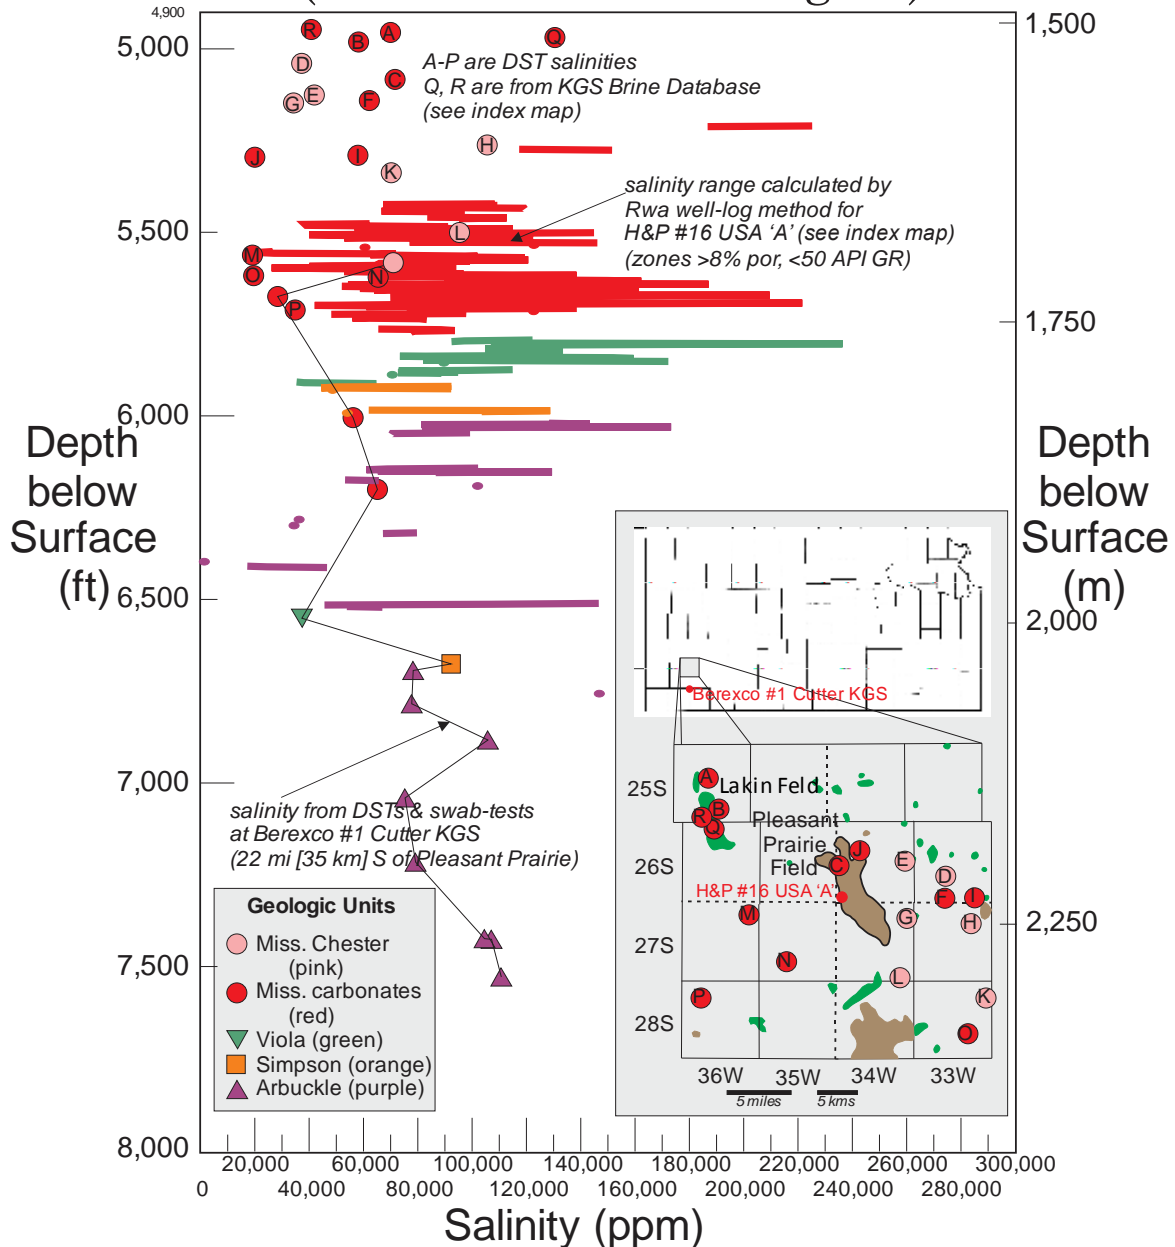 4,900
5,000
5,500
6,000
6,500
7,000
7,500
8,000
Depth
below
Surface
(ft)
1,500
1,750
2,000
2,250
Depth
below
Surface
(m)
R
B
A
Q
D
C
E
G
F
H
J
I
K
L
M
O
N
P
A-P are DST salinities
Q, R are from KGS Brine Database
(see index map)
salinity range calculated by
Rwa well-log method for
H&P #16 USA ‘A’ (see index map)
(zones >8% por, <50 API GR)
salinity from DSTs & swab-tests
at Berexco #1 Cutter KGS
(22 mi [35 km] S of Pleasant Prairie)
Geologic Units
Miss. Chester
(pink)
Miss. carbonates
(red)
Viola (green)
Simpson (orange)
Arbuckle (purple)
Berexco #1 Cutter KGS
25S
26S
27S
28S
A
Lakin Feld
B
R
Q
Pleasant
Prairie
Field
J
C
E
D
H&P #16 USA ‘A’
F
I
M
G
H
N
L
P
K
O
36W
35W
34W
33W
5 miles
5 kms
20,000
60,000
100,000
140,000
180,000
220,000
260,000
300,000
0
40,000
80,000
120,000
160,000
200,000
240,000
280,000
Salinity (ppm)